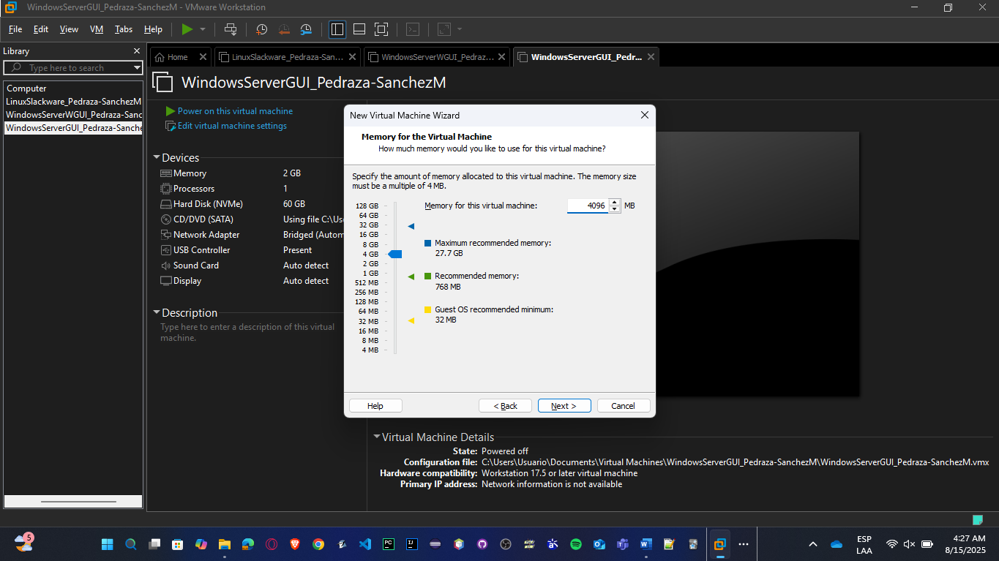 WindowsServerGUI_Pedraza-SanchezM - VMware Workstation
File Edit View VM Tabs Help
Library
Type here to search
Computer
LinuxSlackware_Pedraza-SanchezM
WindowsServerWGUI_Pedraza-Sanc
WindowsServerGUI_Pedraza-Sanche
Home
LinuxSlackware_Pedraza-San...
WindowsServerWGUI_Pedraz...
WindowsServerGUI_Pedr...
WindowsServerGUI_Pedraza-SanchezM
Power on this virtual machine
Edit virtual machine settings
Devices
Memory 2 GB
Processors 1
Hard Disk (NVMe) 60 GB
CD/DVD (SATA) Using file C:\Use
Network Adapter Bridged (Autom
USB Controller Present
Sound Card Auto detect
Display Auto detect
Description
Type here to enter a description of this virtual
machine.
New Virtual Machine Wizard
Memory for the Virtual Machine
How much memory would you like to use for this virtual machine?
Specify the amount of memory allocated to this virtual machine. The memory size
must be a multiple of 4 MB.
128 GB
64 GB
32 GB
16 GB
8 GB
4 GB
2 GB
1 GB
512 MB
256 MB
128 MB
64 MB
32 MB
16 MB
8 MB
4 MB
Memory for this virtual machine: 4096 MB
Maximum recommended memory:
27.7 GB
Recommended memory:
768 MB
Guest OS recommended minimum:
32 MB
Help < Back Next > Cancel
Virtual Machine Details
State: Powered off
Configuration file: C:\Users\Usuario\Documents\Virtual Machines\WindowsServerGUI_Pedraza-SanchezM\WindowsServerGUI_Pedraza-SanchezM.vmx
Hardware compatibility: Workstation 17.5 or later virtual machine
Primary IP address: Network information is not available
5
PC
IJ
W
ESP
LAA
4:27 AM
8/15/2025